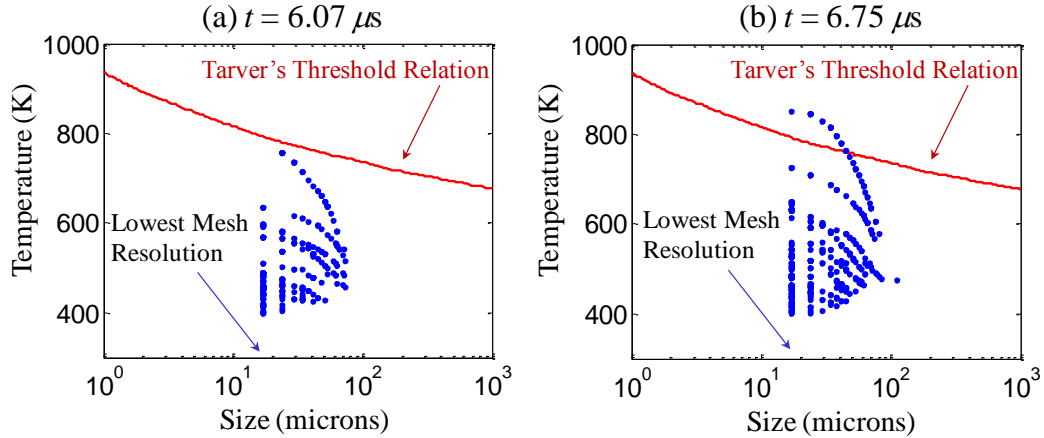 (a) t = 6.07 μs
1000
800
600
400
Temperature (K)
Tarver's Threshold Relation
Lowest Mesh
Resolution
10^0
10^1
10^2
10^3
Size (microns)
(b) t = 6.75 μs
1000
800
600
400
Temperature (K)
Tarver's Threshold Relation
Lowest Mesh
Resolution
10^0
10^1
10^2
10^3
Size (microns)